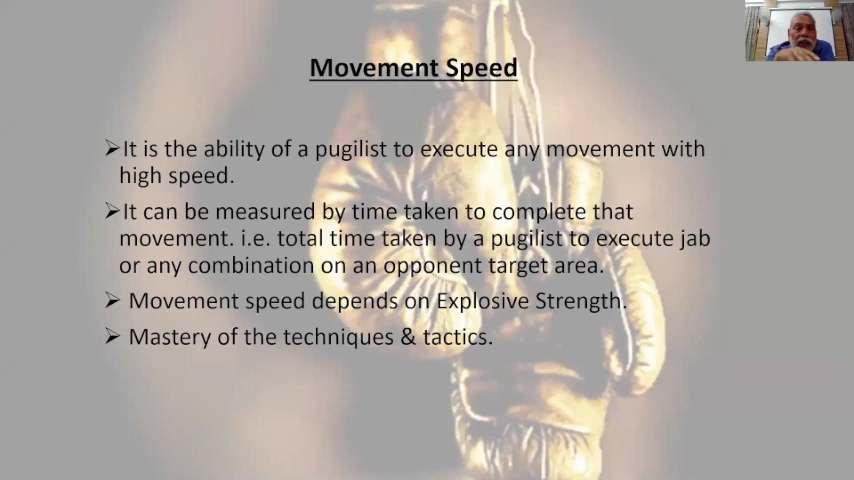 Movement Speed
➢It is the ability of a pugilist to execute any movement with
high speed.
➢It can be measured by time taken to complete that
movement. i.e. total time taken by a pugilist to execute jab
or any combination on an opponent target area.
➢ Movement speed depends on Explosive Strength.
➢ Mastery of the techniques & tactics.